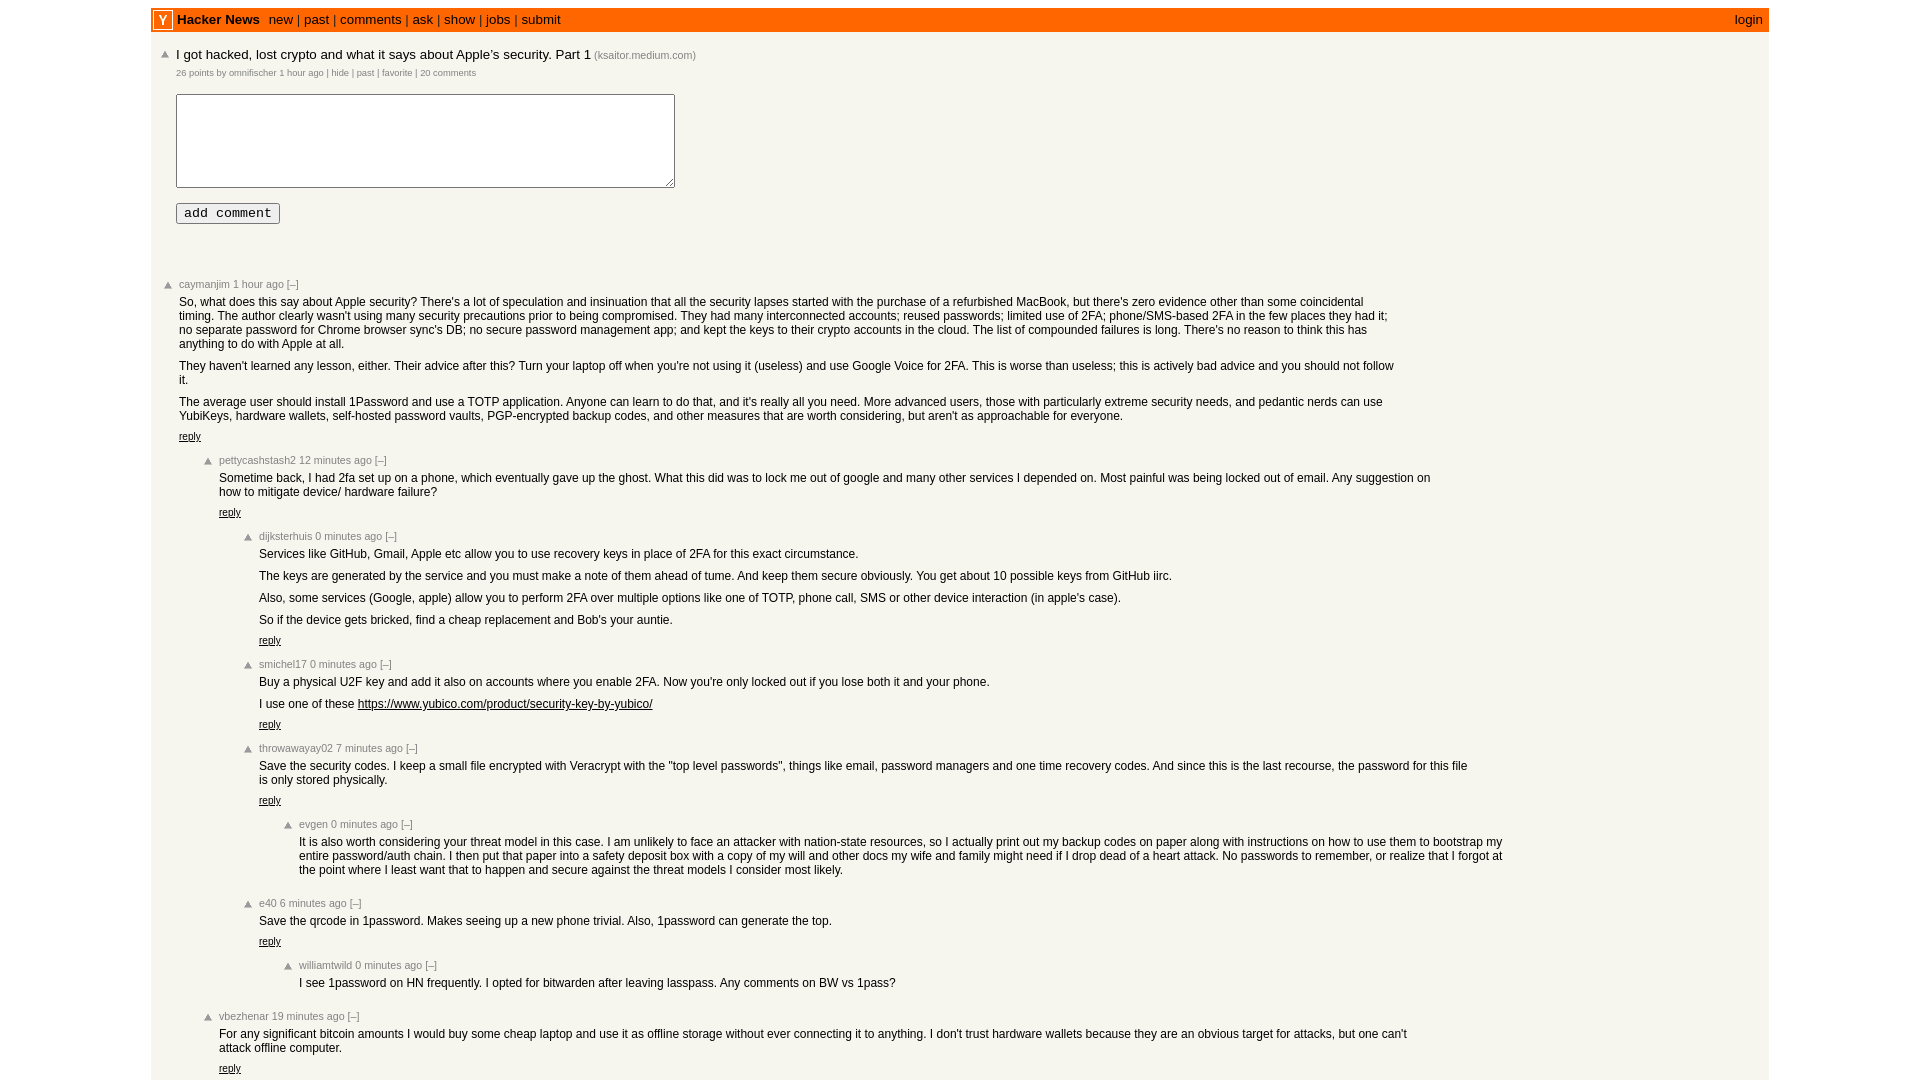 Y Hacker News new | past | comments | ask | show | jobs | submit login
I got hacked, lost crypto and what it says about Apple’s security. Part 1 (ksaitor.medium.com)
26 points by omnifischer 1 hour ago | hide | past | favorite | 20 comments
add comment
caymanjim 1 hour ago [–]
So, what does this say about Apple security? There's a lot of speculation and insinuation that all the security lapses started with the purchase of a refurbished MacBook, but there's zero evidence other than some coincidental
timing. The author clearly wasn't using many security precautions prior to being compromised. They had many interconnected accounts; reused passwords; limited use of 2FA; phone/SMS-based 2FA in the few places they had it;
no separate password for Chrome browser sync's DB; no secure password management app; and kept the keys to their crypto accounts in the cloud. The list of compounded failures is long. There's no reason to think this has
anything to do with Apple at all.
They haven't learned any lesson, either. Their advice after this? Turn your laptop off when you're not using it (useless) and use Google Voice for 2FA. This is worse than useless; this is actively bad advice and you should not follow
it.
The average user should install 1Password and use a TOTP application. Anyone can learn to do that, and it's really all you need. More advanced users, those with particularly extreme security needs, and pedantic nerds can use
YubiKeys, hardware wallets, self-hosted password vaults, PGP-encrypted backup codes, and other measures that are worth considering, but aren't as approachable for everyone.
reply
pettycashstash2 12 minutes ago [–]
Sometime back, I had 2fa set up on a phone, which eventually gave up the ghost. What this did was to lock me out of google and many other services I depended on. Most painful was being locked out of email. Any suggestion on
how to mitigate device/ hardware failure?
reply
dijksterhuis 0 minutes ago [–]
Services like GitHub, Gmail, Apple etc allow you to use recovery keys in place of 2FA for this exact circumstance.
The keys are generated by the service and you must make a note of them ahead of tume. And keep them secure obviously. You get about 10 possible keys from GitHub iirc.
Also, some services (Google, apple) allow you to perform 2FA over multiple options like one of TOTP, phone call, SMS or other device interaction (in apple's case).
So if the device gets bricked, find a cheap replacement and Bob's your auntie.
reply
smichel17 0 minutes ago [–]
Buy a physical U2F key and add it also on accounts where you enable 2FA. Now you're only locked out if you lose both it and your phone.
I use one of these https://www.yubico.com/product/security-key-by-yubico/
reply
throwawayay02 7 minutes ago [–]
Save the security codes. I keep a small file encrypted with Veracrypt with the "top level passwords", things like email, password managers and one time recovery codes. And since this is the last recourse, the password for this file
is only stored physically.
reply
evgen 0 minutes ago [–]
It is also worth considering your threat model in this case. I am unlikely to face an attacker with nation-state resources, so I actually print out my backup codes on paper along with instructions on how to use them to bootstrap my
entire password/auth chain. I then put that paper into a safety deposit box with a copy of my will and other docs my wife and family might need if I drop dead of a heart attack. No passwords to remember, or realize that I forgot at
the point where I least want that to happen and secure against the threat models I consider most likely.
e40 6 minutes ago [–]
Save the qrcode in 1password. Makes seeing up a new phone trivial. Also, 1password can generate the top.
reply
williamtwild 0 minutes ago [–]
I see 1password on HN frequently. I opted for bitwarden after leaving lasspass. Any comments on BW vs 1pass?
vbezhenar 19 minutes ago [–]
For any significant bitcoin amounts I would buy some cheap laptop and use it as offline storage without ever connecting it to anything. I don't trust hardware wallets because they are an obvious target for attacks, but one can't
attack offline computer.
reply